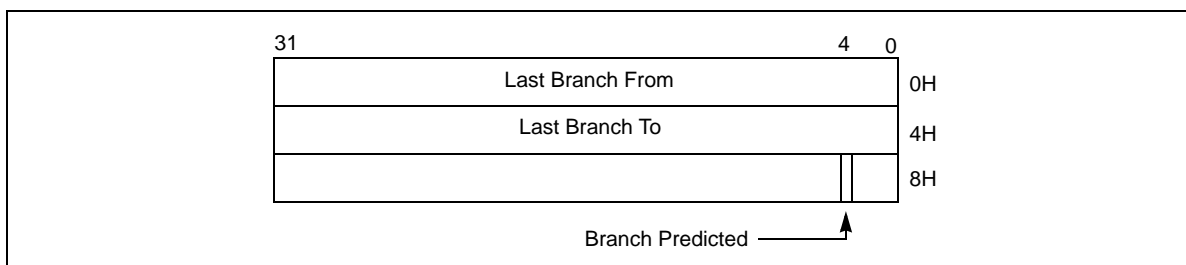 31 4 0
Last Branch From 0H
Last Branch To 4H
8H
Branch Predicted